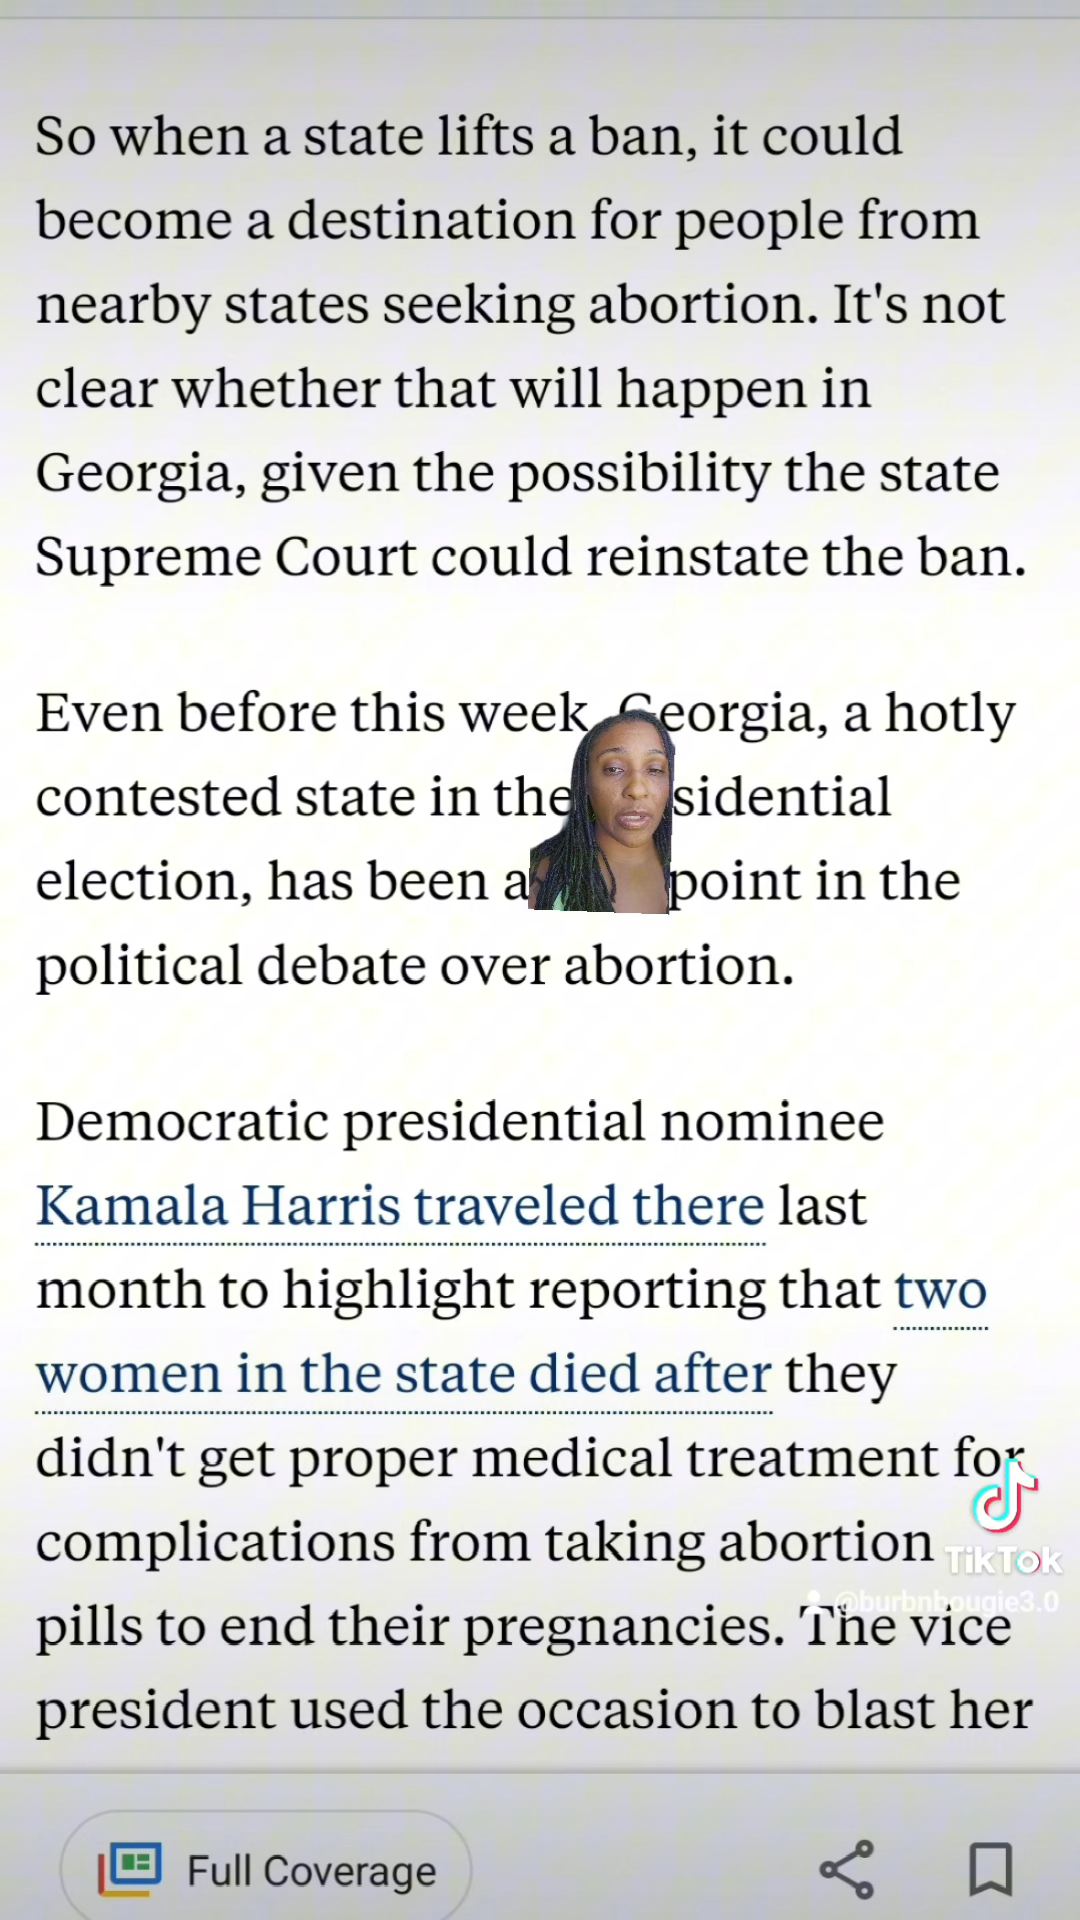 So when a state lifts a ban, it could
become a destination for people from
nearby states seeking abortion. It's not
clear whether that will happen in
Georgia, given the possibility the state
Supreme Court could reinstate the ban.
Even before this week, Georgia, a hotly
contested state in the sidential
election, has been a point in the
political debate over abortion.
Democratic presidential nominee
Kamala Harris traveled there last
month to highlight reporting that two
women in the state died after they
didn't get proper medical treatment for
complications from taking abortion
pills to end their pregnancies. The vice
president used the occasion to blast her
TikTok
@burbnbougie3.0
Full Coverage